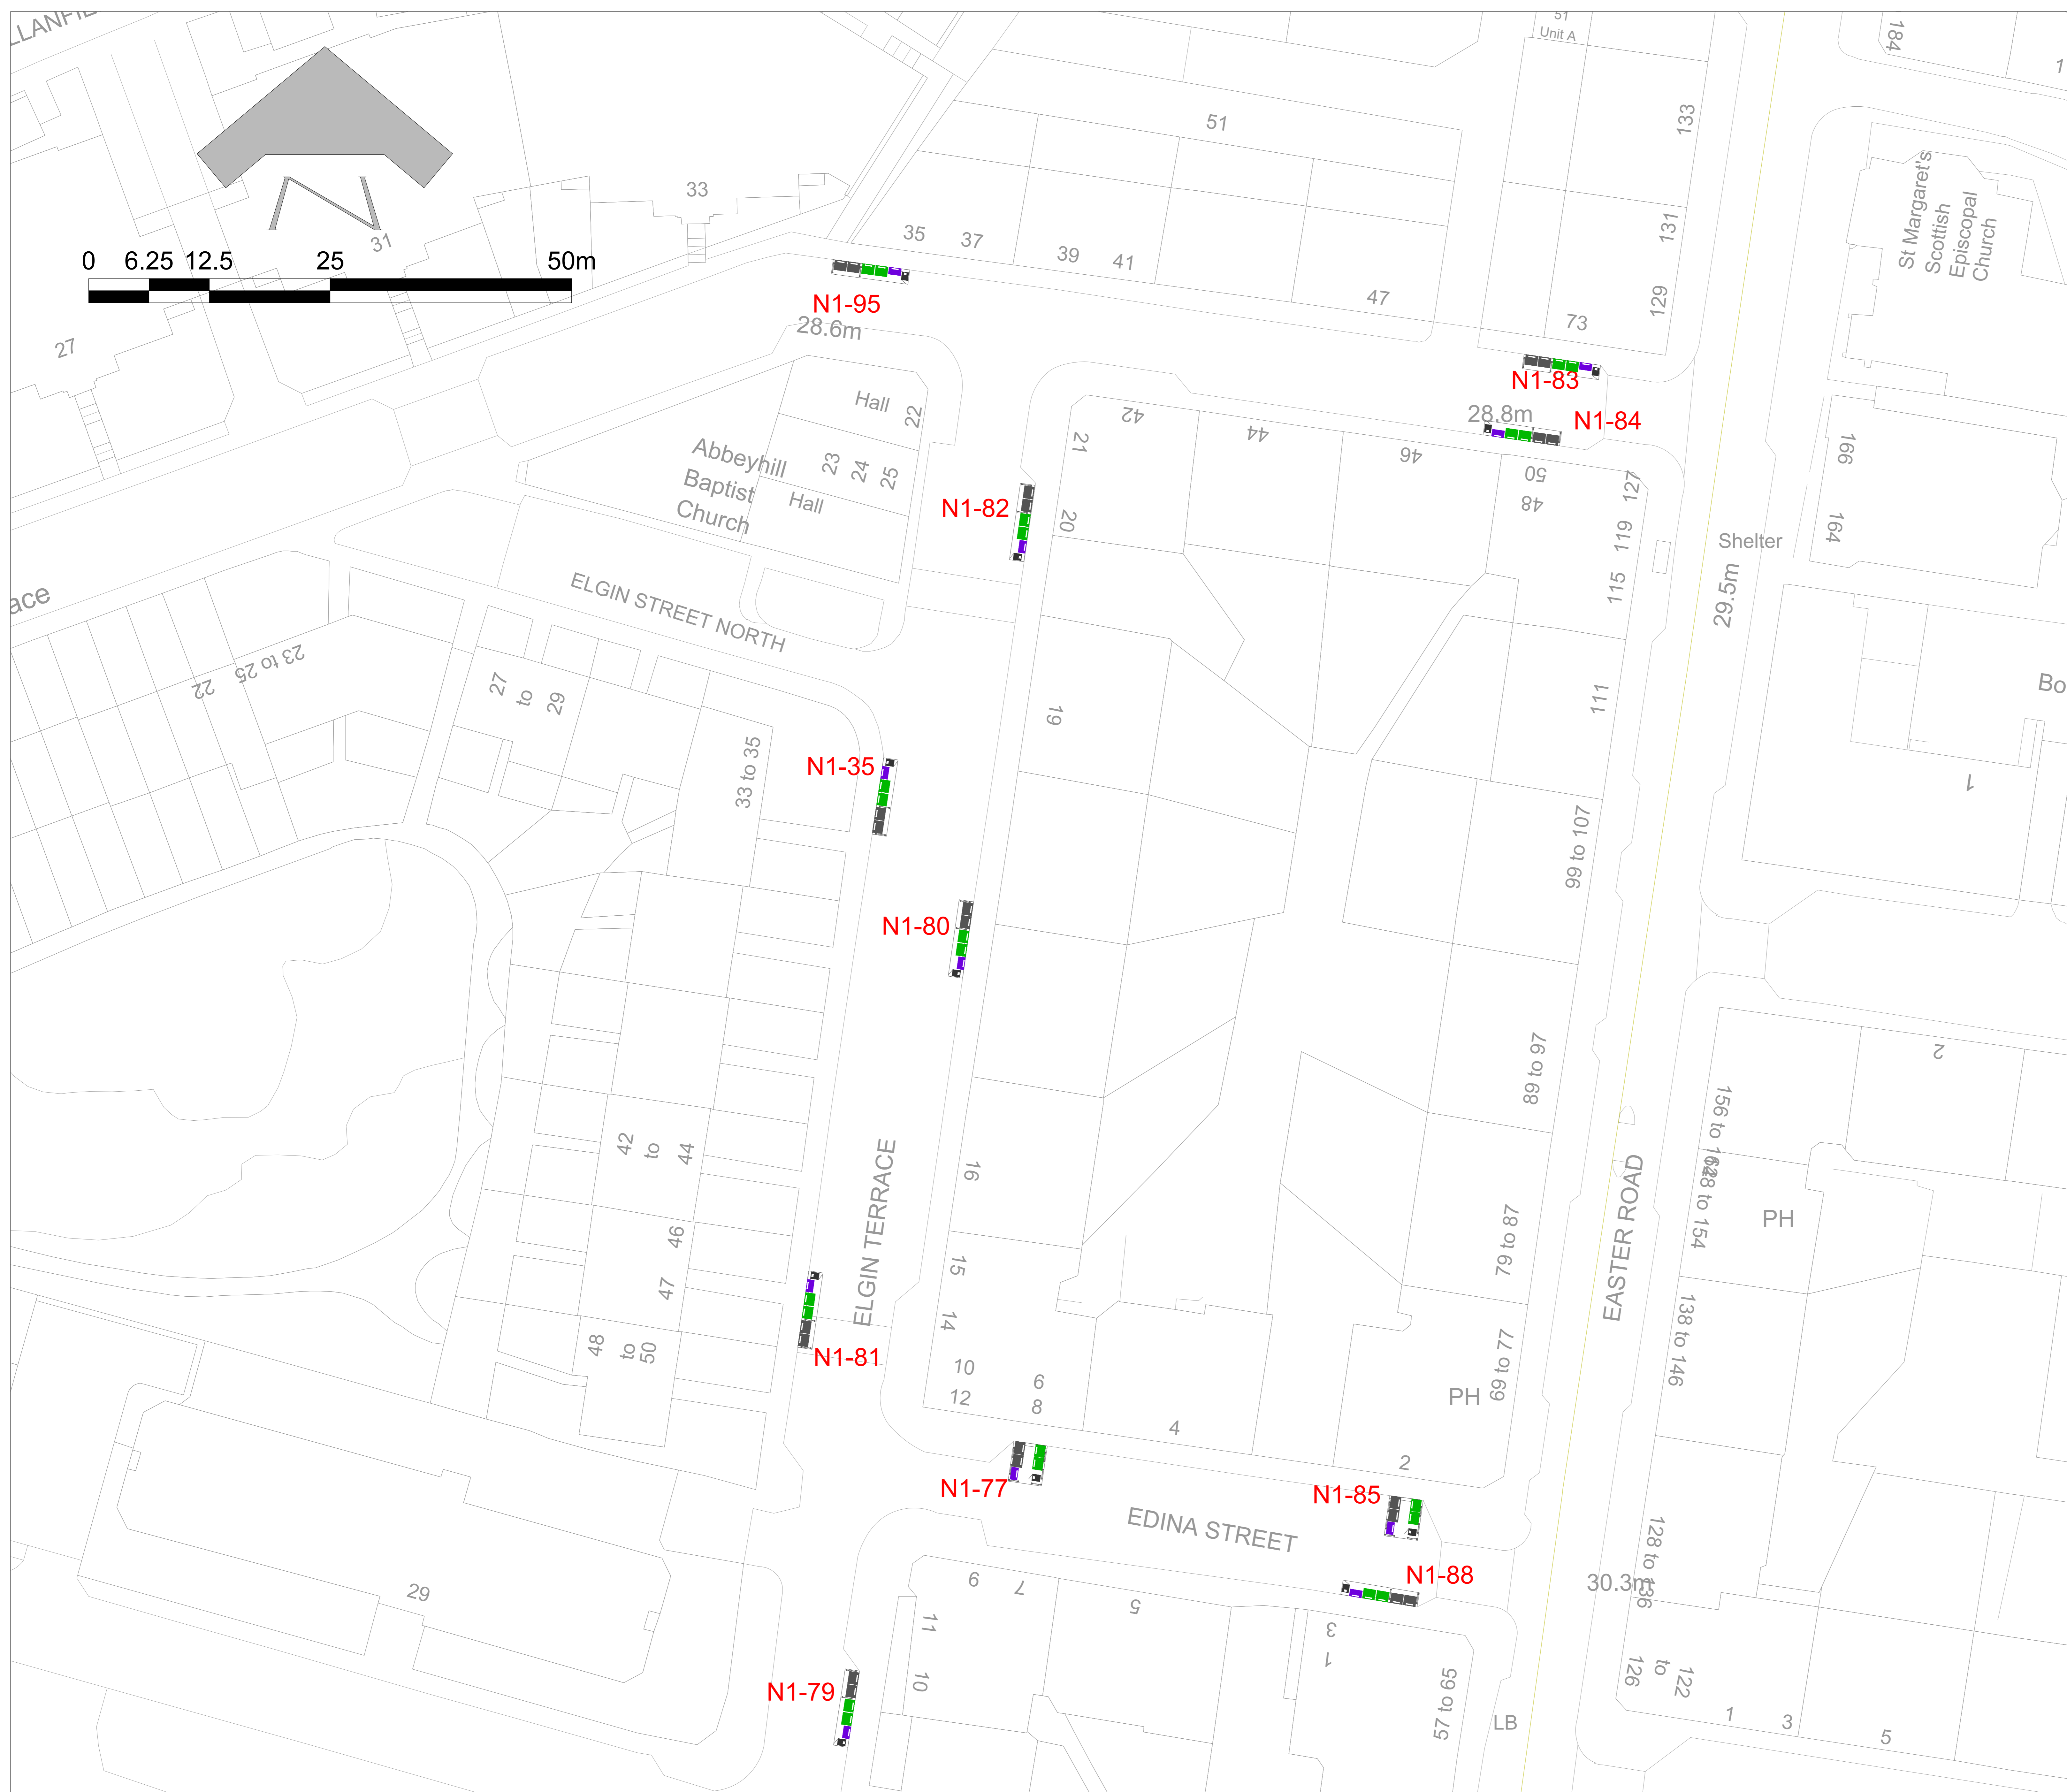 51
Unit A
184
1
133
51
33
31
35
37
39
41
47
73
131
129
St Margaret's
Scottish
Episcopal
Church
0 6.25 12.5 25 50m
N1-95
28.6m
27
N1-83
28.8m
N1-84
Hall
22
Abbeyhill
Baptist
Church
23
24
25
Hall
42
44
46
50
48
21
20
127
119
115
166
164
N1-82
Shelter
29.5m
ELGIN STREET NORTH
23 to 25
22
27
to
29
33 to 35
19
111
1
N1-35
99 to 107
N1-80
89 to 97
2
156 to 162
148 to 154
PH
42
to
44
46
47
48
to
50
16
15
14
10
12
6
8
4
2
ELGIN TERRACE
79 to 87
69 to 77
PH
EASTER ROAD
138 to 146
N1-81
N1-77
N1-85
EDINA STREET
N1-88
128 to 136
30.3m
29
9
7
5
3
1
11
10
N1-79
59 to 65
57
LB
126
to
122
1
3
5